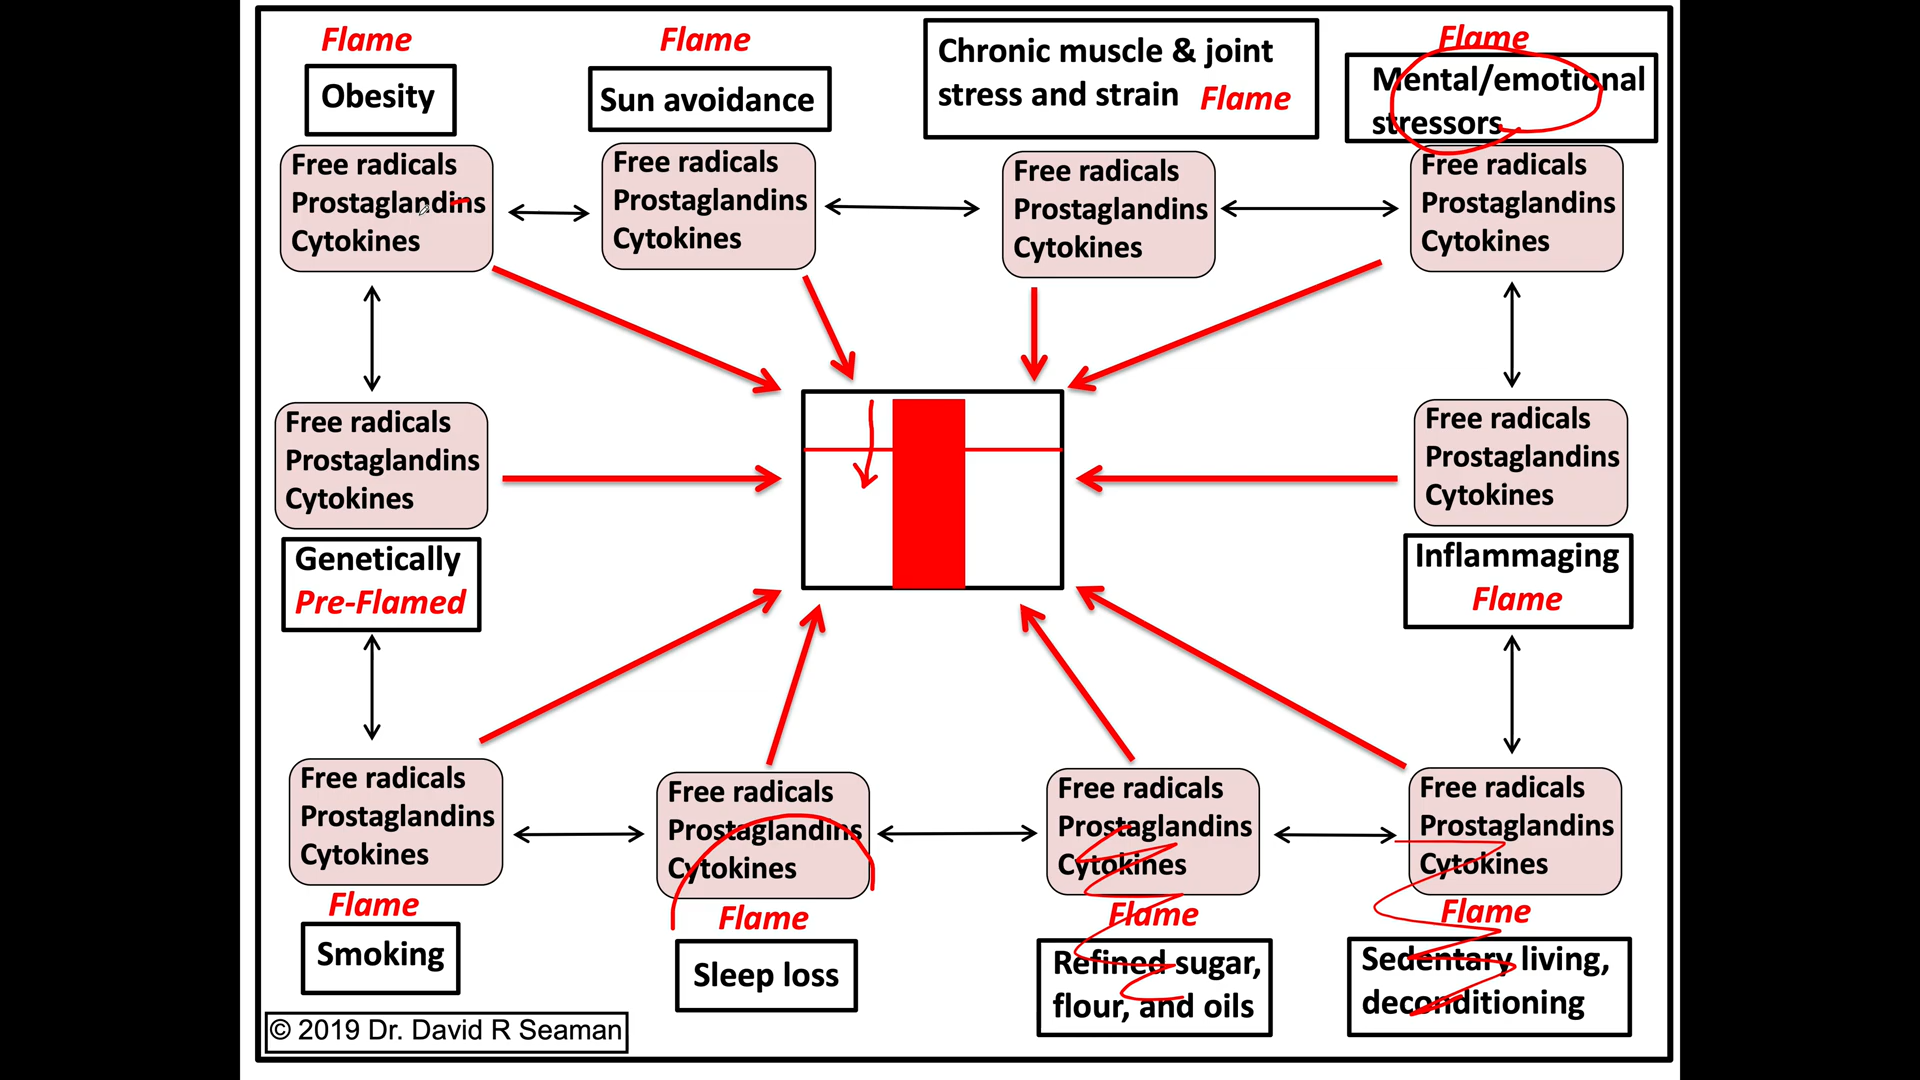 Flame
Obesity
Free radicals
Prostaglandins
Cytokines
Flame
Sun avoidance
Free radicals
Prostaglandins
Cytokines
Chronic muscle & joint
stress and strain Flame
Free radicals
Prostaglandins
Cytokines
Flame
Mental/emotional
stressors
Free radicals
Prostaglandins
Cytokines
Free radicals
Prostaglandins
Cytokines
Genetically
Pre-Flamed
Free radicals
Prostaglandins
Cytokines
Inflammaging
Flame
Free radicals
Prostaglandins
Cytokines
Flame
Smoking
Free radicals
Prostaglandins
Cytokines
Flame
Sleep loss
Free radicals
Prostaglandins
Cytokines
Flame
Refined sugar,
flour, and oils
Free radicals
Prostaglandins
Cytokines
Flame
Sedentary living,
deconditioning
© 2019 Dr. David R Seaman